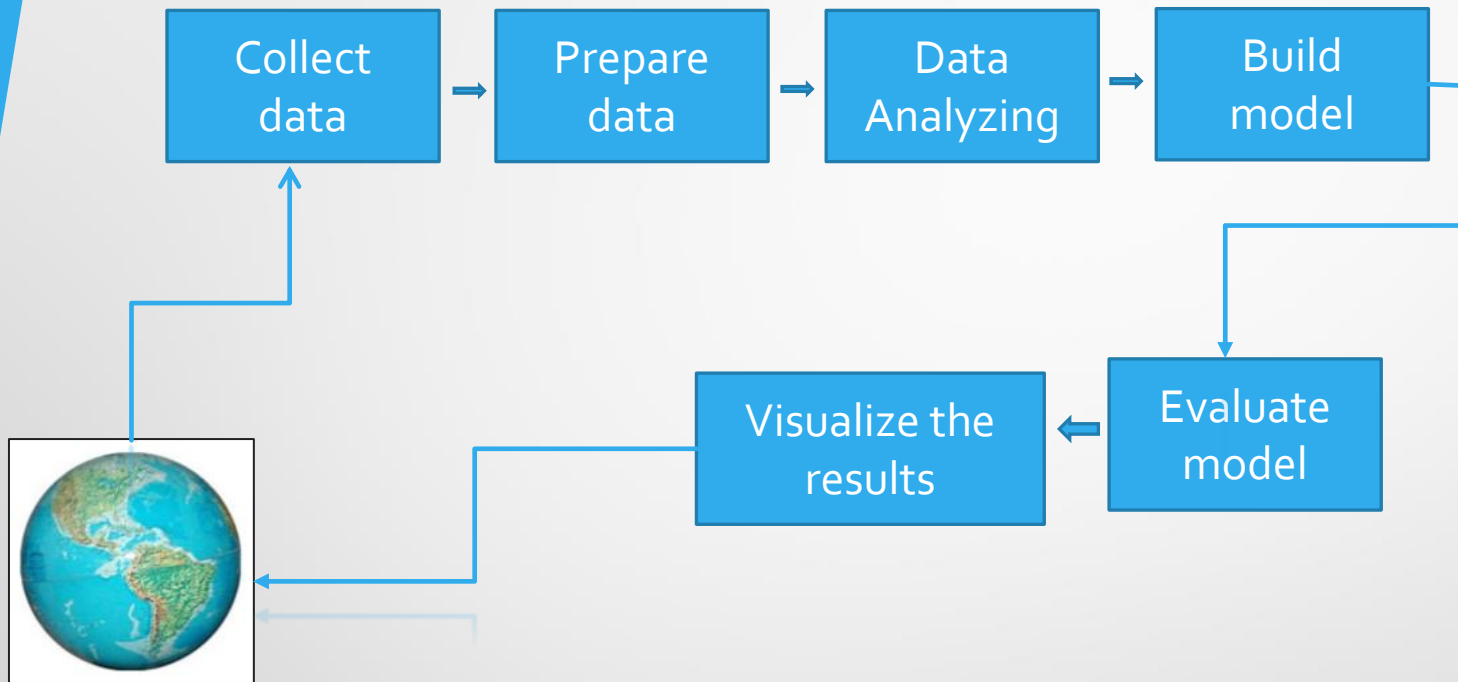 Collect
data
Prepare
data
Data
Analyzing
Build
model
Evaluate
model
Visualize the
results